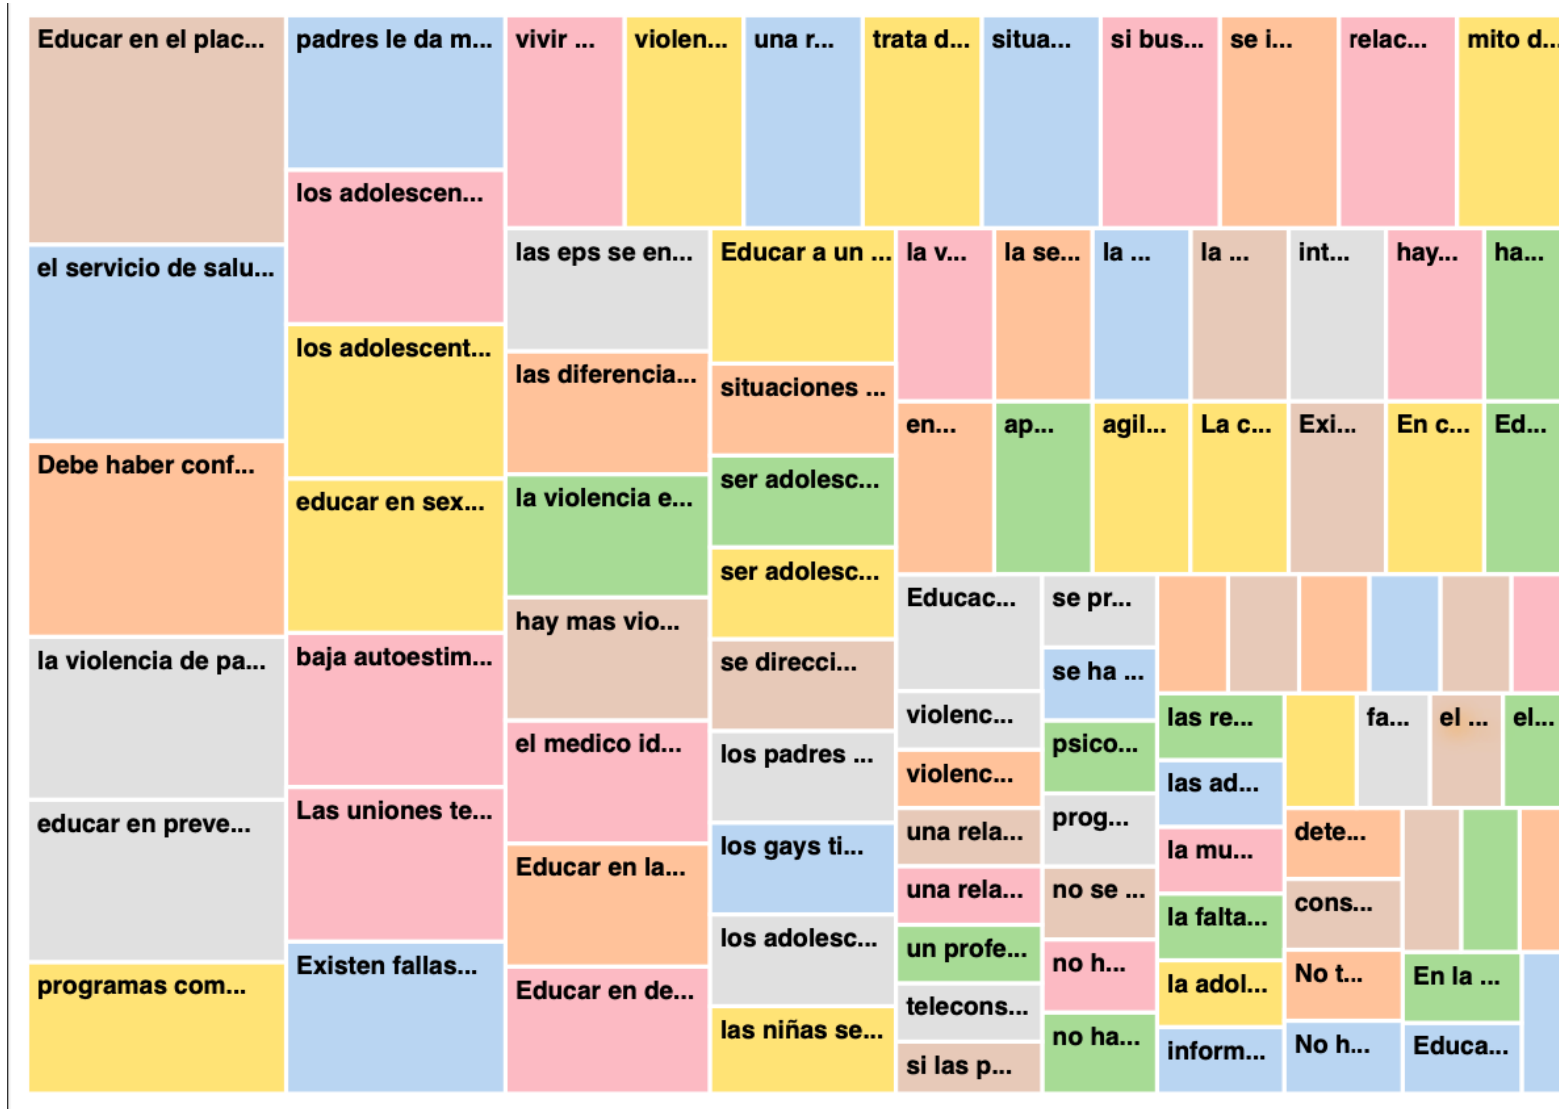 Educar en el plac...
el servicio de salu...
Debe haber conf...
la violencia de pa...
educar en preve...
programas com...
padres le da m...
los adolescen...
los adolescent...
educar en sex...
baja autoestim...
Las uniones te...
Existen fallas...
vivir ...
violen...
una r...
trata d...
situa...
si bus...
se i...
relac...
mito d...
las eps se en...
las diferencia...
la violencia e...
hay mas vio...
el medico id...
Educar en la...
Educar en de...
Educar a un ...
situaciones ...
ser adolesc...
ser adolesc...
se direcci...
los padres ...
los gays ti...
los adolesc...
las niñas se...
la v...
la se...
la ...
la ...
int...
hay...
ha...
en...
ap...
agil...
La c...
Exi...
En c...
Ed...
Educac...
violenc...
violenc...
una rela...
una rela...
un profe...
telecons...
si las p...
se pr...
se ha ...
psico...
prog...
no se ...
no h...
no ha...
las re...
las ad...
la mu...
la falta...
la adol...
inform...
fa...
el ...
el...
dete...
cons...
No t...
No h...
En la ...
Educa...